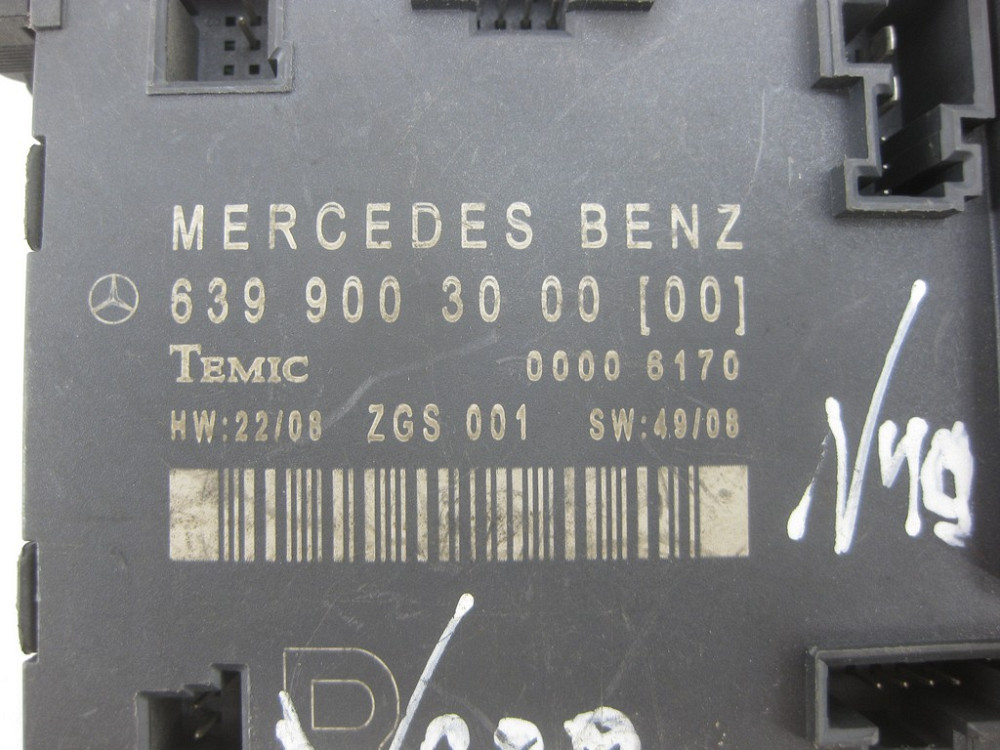 MERCEDES BENZ
639 900 30 00 [00]
TEMIC 0000 6170
HW:22/08 ZGS 001 SW:49/08
D